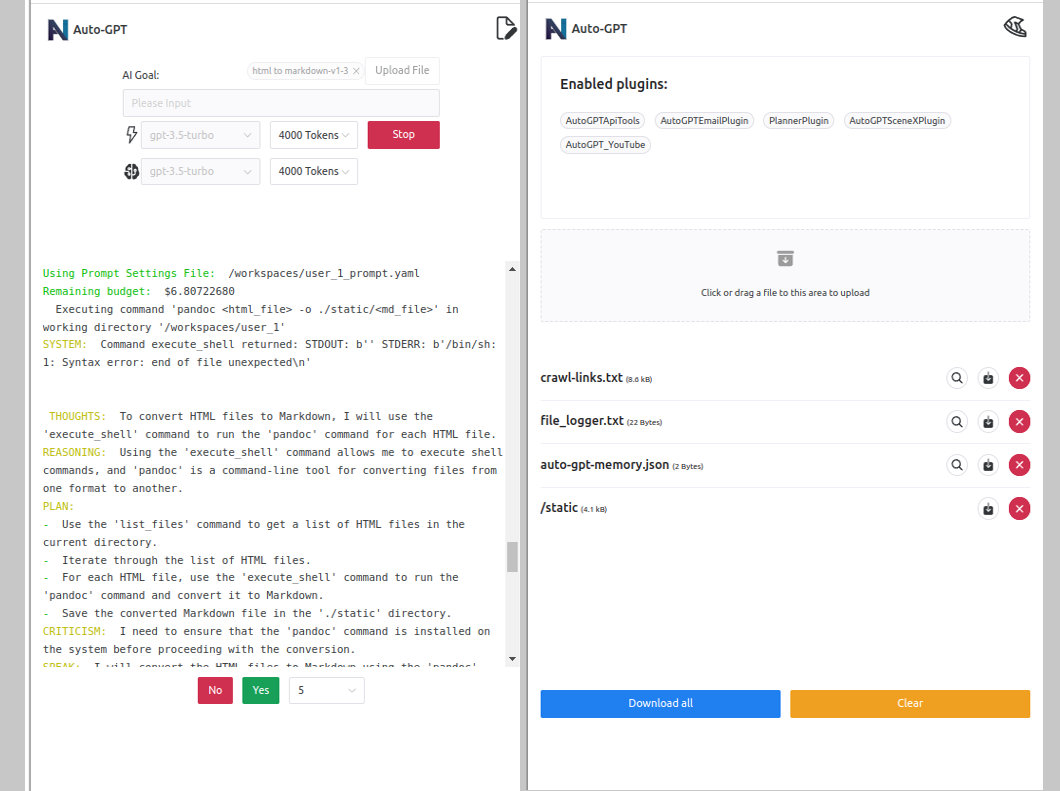 Auto-GPT
AI Goal:
html to markdown-v1-3
Upload File
Please Input
gpt-3.5-turbo
4000 Tokens
Stop
gpt-3.5-turbo
4000 Tokens
Using Prompt Settings File: /workspaces/user_1_prompt.yaml
Remaining budget: $6.80722680
Executing command 'pandoc <html_file> -o ./static/<md_file>' in
working directory '/workspaces/user_1'
SYSTEM: Command execute_shell returned: STDOUT: b'' STDERR: b'/bin/sh:
1: Syntax error: end of file unexpected\n'
THOUGHTS: To convert HTML files to Markdown, I will use the
'execute_shell' command to run the 'pandoc' command for each HTML file.
REASONING: Using the 'execute_shell' command allows me to execute shell
commands, and 'pandoc' is a command-line tool for converting files from
one format to another.
PLAN:
- Use the 'list_files' command to get a list of HTML files in the
current directory.
- Iterate through the list of HTML files.
- For each HTML file, use the 'execute_shell' command to run the
'pandoc' command and convert it to Markdown.
- Save the converted Markdown file in the './static' directory.
CRITICISM: I need to ensure that the 'pandoc' command is installed on
the system before proceeding with the conversion.
SPEAK: I will convert the HTML files to Markdown using the 'pandoc'
No
Yes
5
Auto-GPT
Enabled plugins:
AutoGPTApiTools
AutoGPTEmailPlugin
PlannerPlugin
AutoGPTSceneXPlugin
AutoGPT_YouTube
Click or drag a file to this area to upload
crawl-links.txt (8.6 kB)
file_logger.txt (22 Bytes)
auto-gpt-memory.json (2 Bytes)
/static (4.1 kB)
Download all
Clear